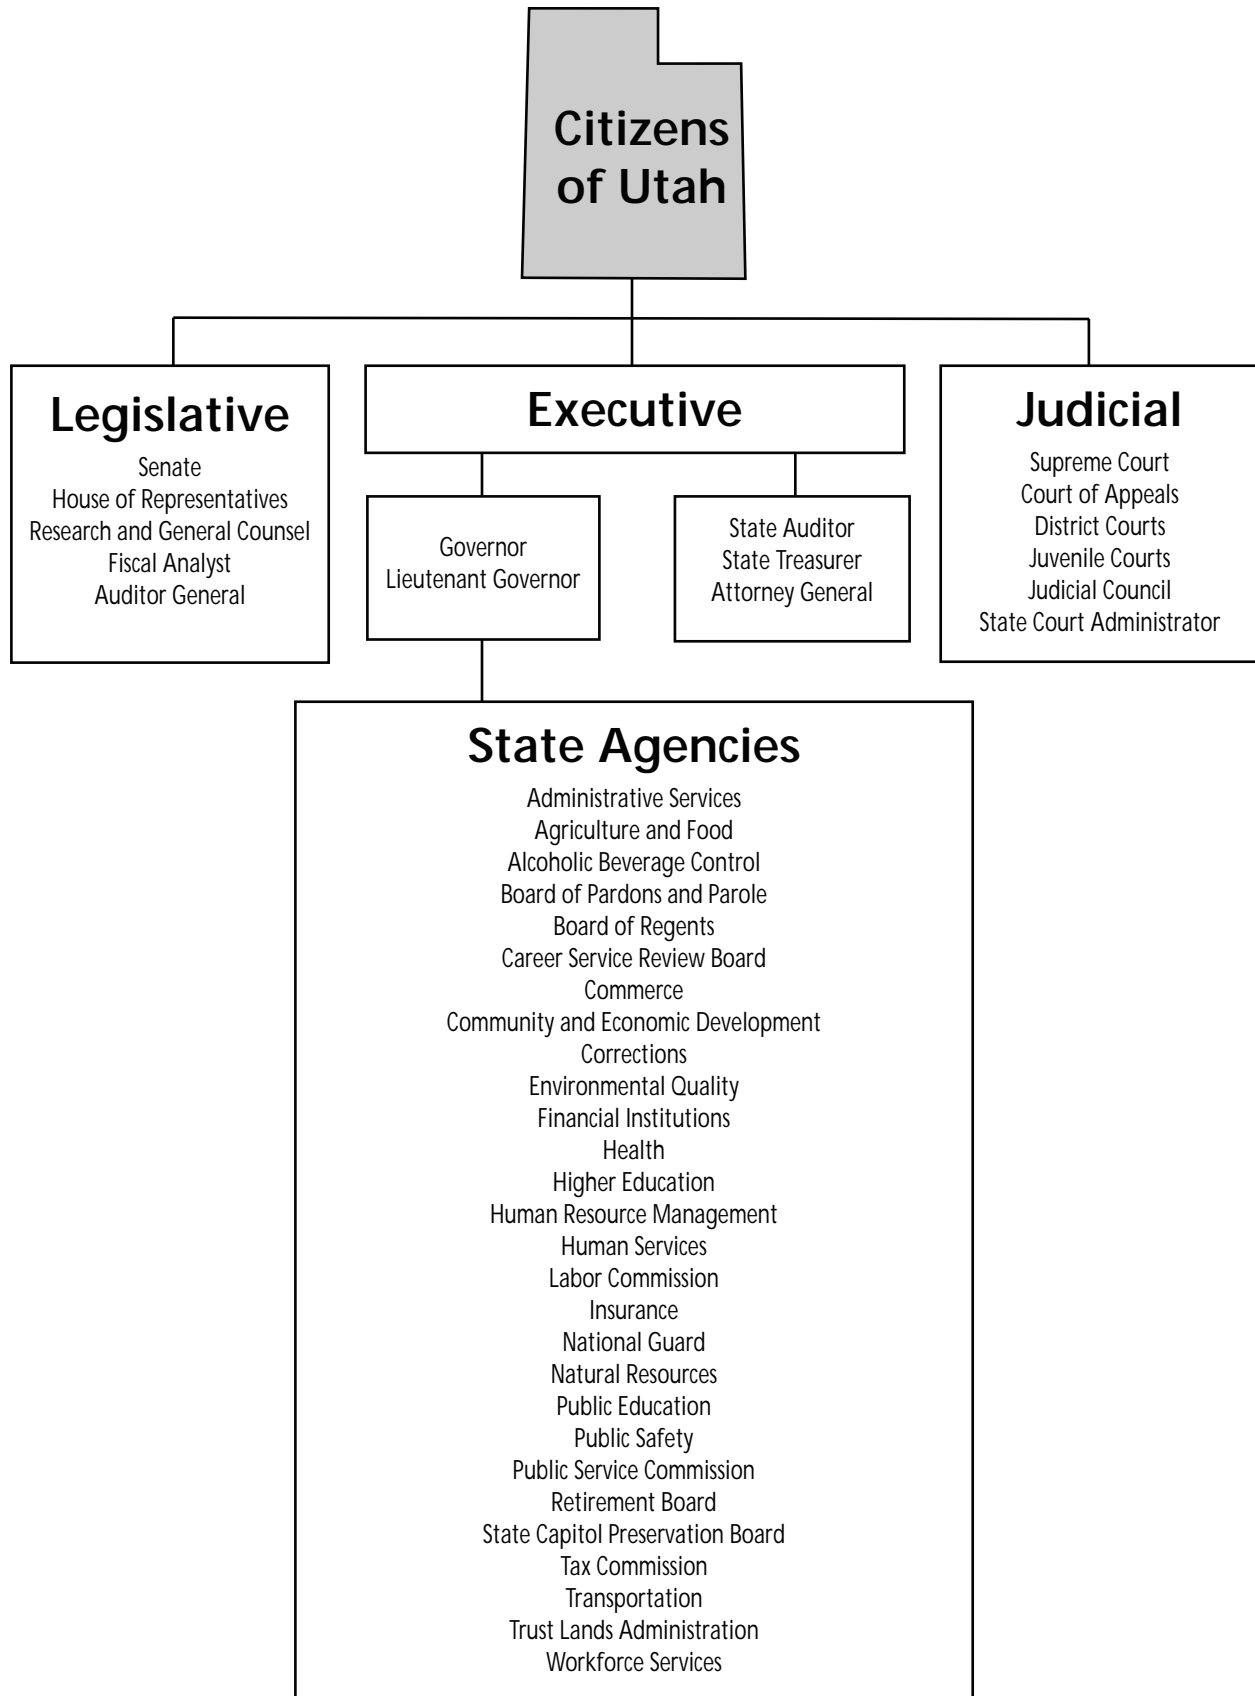 Citizens
of Utah
Legislative
Senate
House of Representatives
Research and General Counsel
Fiscal Analyst
Auditor General
Executive
Governor
Lieutenant Governor
State Auditor
State Treasurer
Attorney General
Judicial
Supreme Court
Court of Appeals
District Courts
Juvenile Courts
Judicial Council
State Court Administrator
State Agencies
Administrative Services
Agriculture and Food
Alcoholic Beverage Control
Board of Pardons and Parole
Board of Regents
Career Service Review Board
Commerce
Community and Economic Development
Corrections
Environmental Quality
Financial Institutions
Health
Higher Education
Human Resource Management
Human Services
Labor Commission
Insurance
National Guard
Natural Resources
Public Education
Public Safety
Public Service Commission
Retirement Board
State Capitol Preservation Board
Tax Commission
Transportation
Trust Lands Administration
Workforce Services